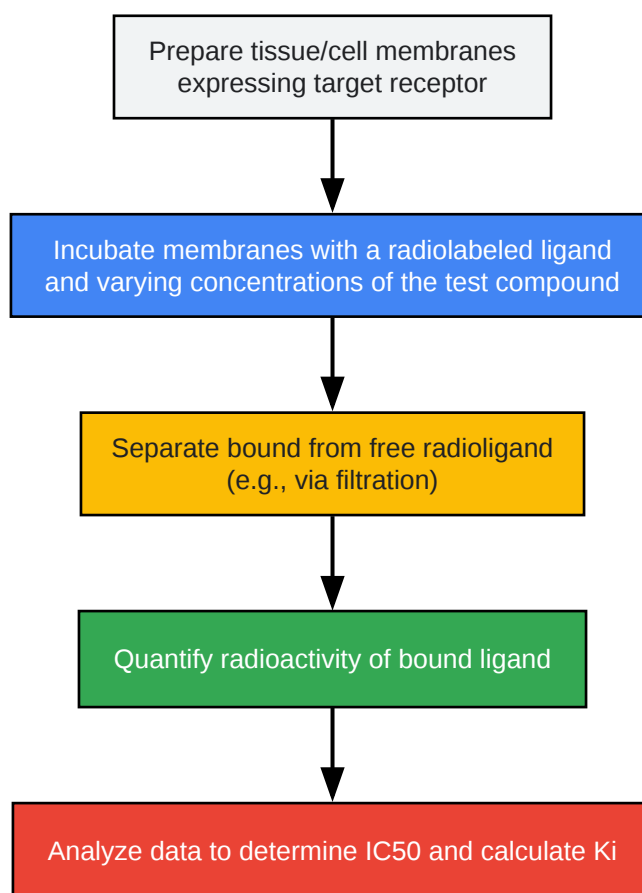 Prepare tissue/cell membranes
expressing target receptor
Incubate membranes with a radiolabeled ligand
and varying concentrations of the test compound
Separate bound from free radioligand
(e.g., via filtration)
Quantify radioactivity of bound ligand
Analyze data to determine IC50 and calculate Ki